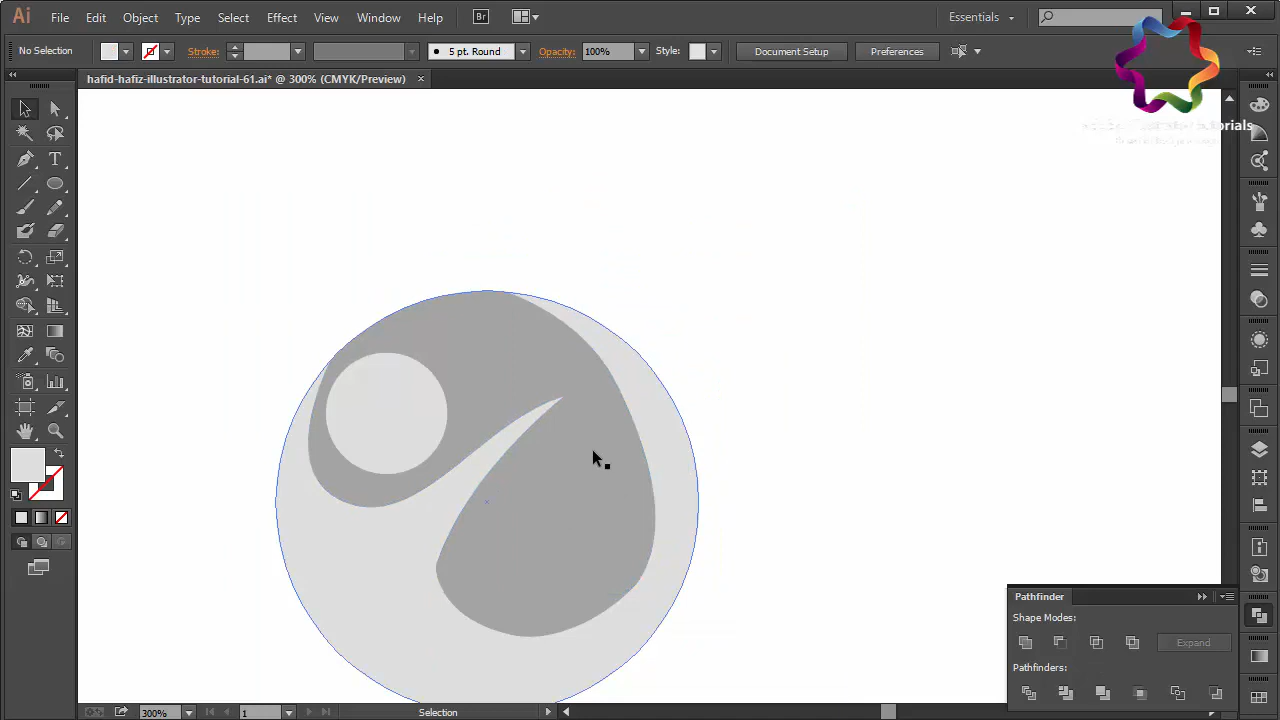 Ai File Edit Object Type Select Effect View Window Help Br Essentials
No Selection Stroke: 5 pt. Round Opacity: 100% Style: Document Setup Preferences
hafid-hafiz-illustrator-tutorial-61.ai* @ 300% (CMYK/Preview)
Pathfinder
Shape Modes:
Expand
Pathfinders:
300% 1 Selection